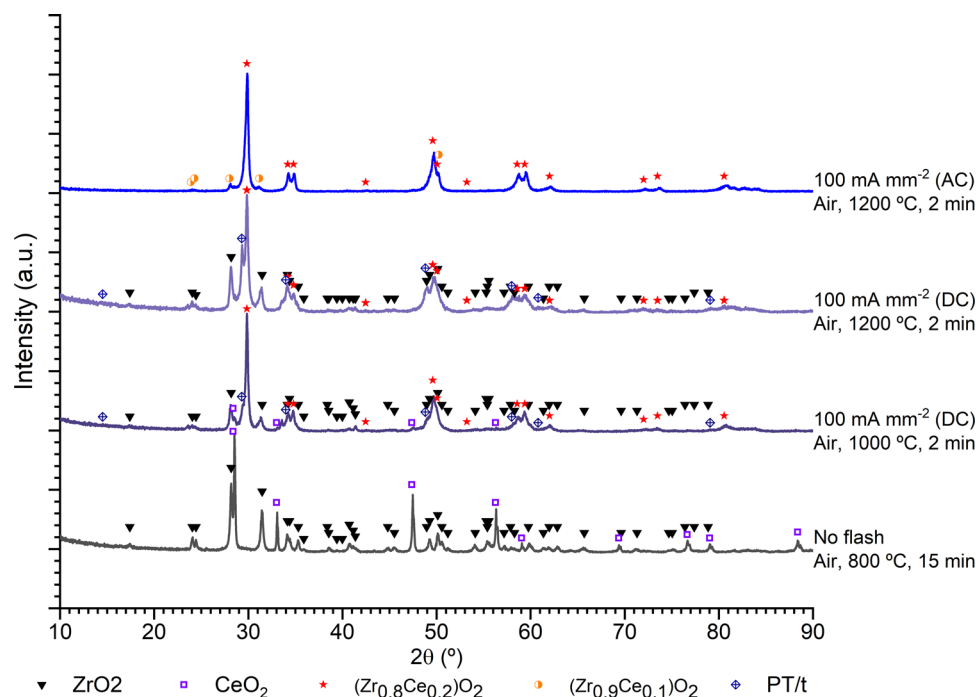 Intensity (a.u.)
100 mA mm-2 (AC)
Air, 1200 ºC, 2 min
100 mA mm-2 (DC)
Air, 1200 ºC, 2 min
100 mA mm-2 (DC)
Air, 1000 ºC, 2 min
No flash
Air, 800 ºC, 15 min
10 20 30 40 50 60 70 80 90
2θ (º)
ZrO2 CeO2 (Zr0.8Ce0.2)O2 (Zr0.9Ce0.1)O2 PT/t